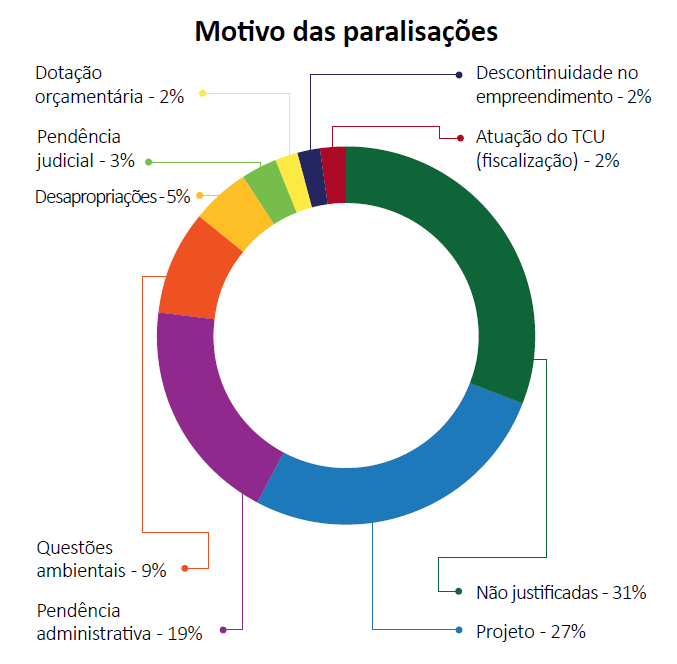 Motivo das paralisações
Dotação
orçamentária - 2%
Descontinuidade no
empreendimento - 2%
Pendência
judicial - 3%
Atuação do TCU
(fiscalização) - 2%
Desapropriações -5%
Questões
ambientais - 9%
Não justificadas - 31%
Pendência
administrativa - 19%
Projeto - 27%